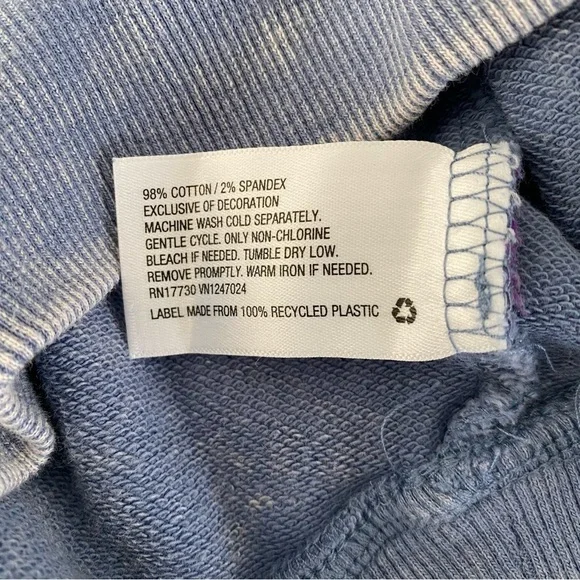 98% COTTON / 2% SPANDEX
EXCLUSIVE OF DECORATION
MACHINE WASH COLD SEPARATELY.
GENTLE CYCLE. ONLY NON-CHLORINE
BLEACH IF NEEDED. TUMBLE DRY LOW.
REMOVE PROMPTLY. WARM IRON IF NEEDED.
RN17730 VN1247024
LABEL MADE FROM 100% RECYCLED PLASTIC